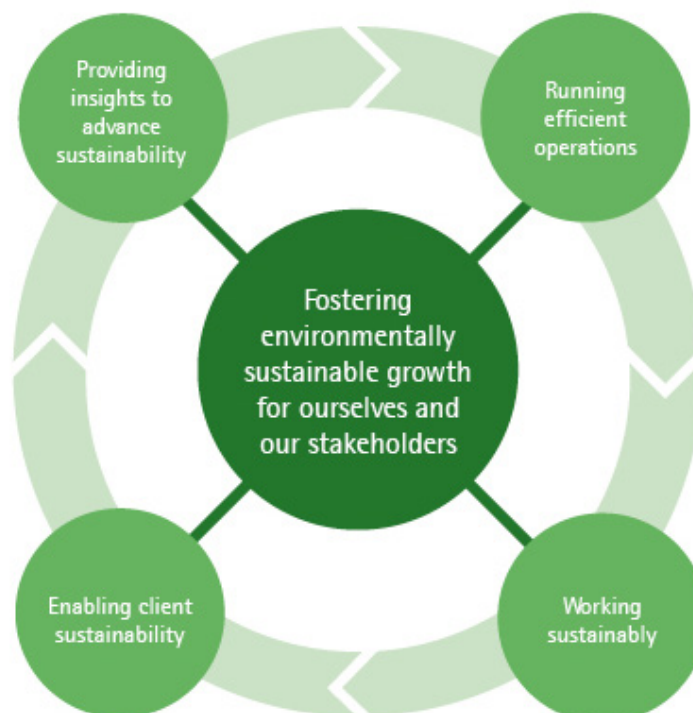 Providing
insights to
advance
sustainability
Running
efficient
operations
Fostering
environmentally
sustainable growth
for ourselves and
our stakeholders
Enabling client
sustainability
Working
sustainably